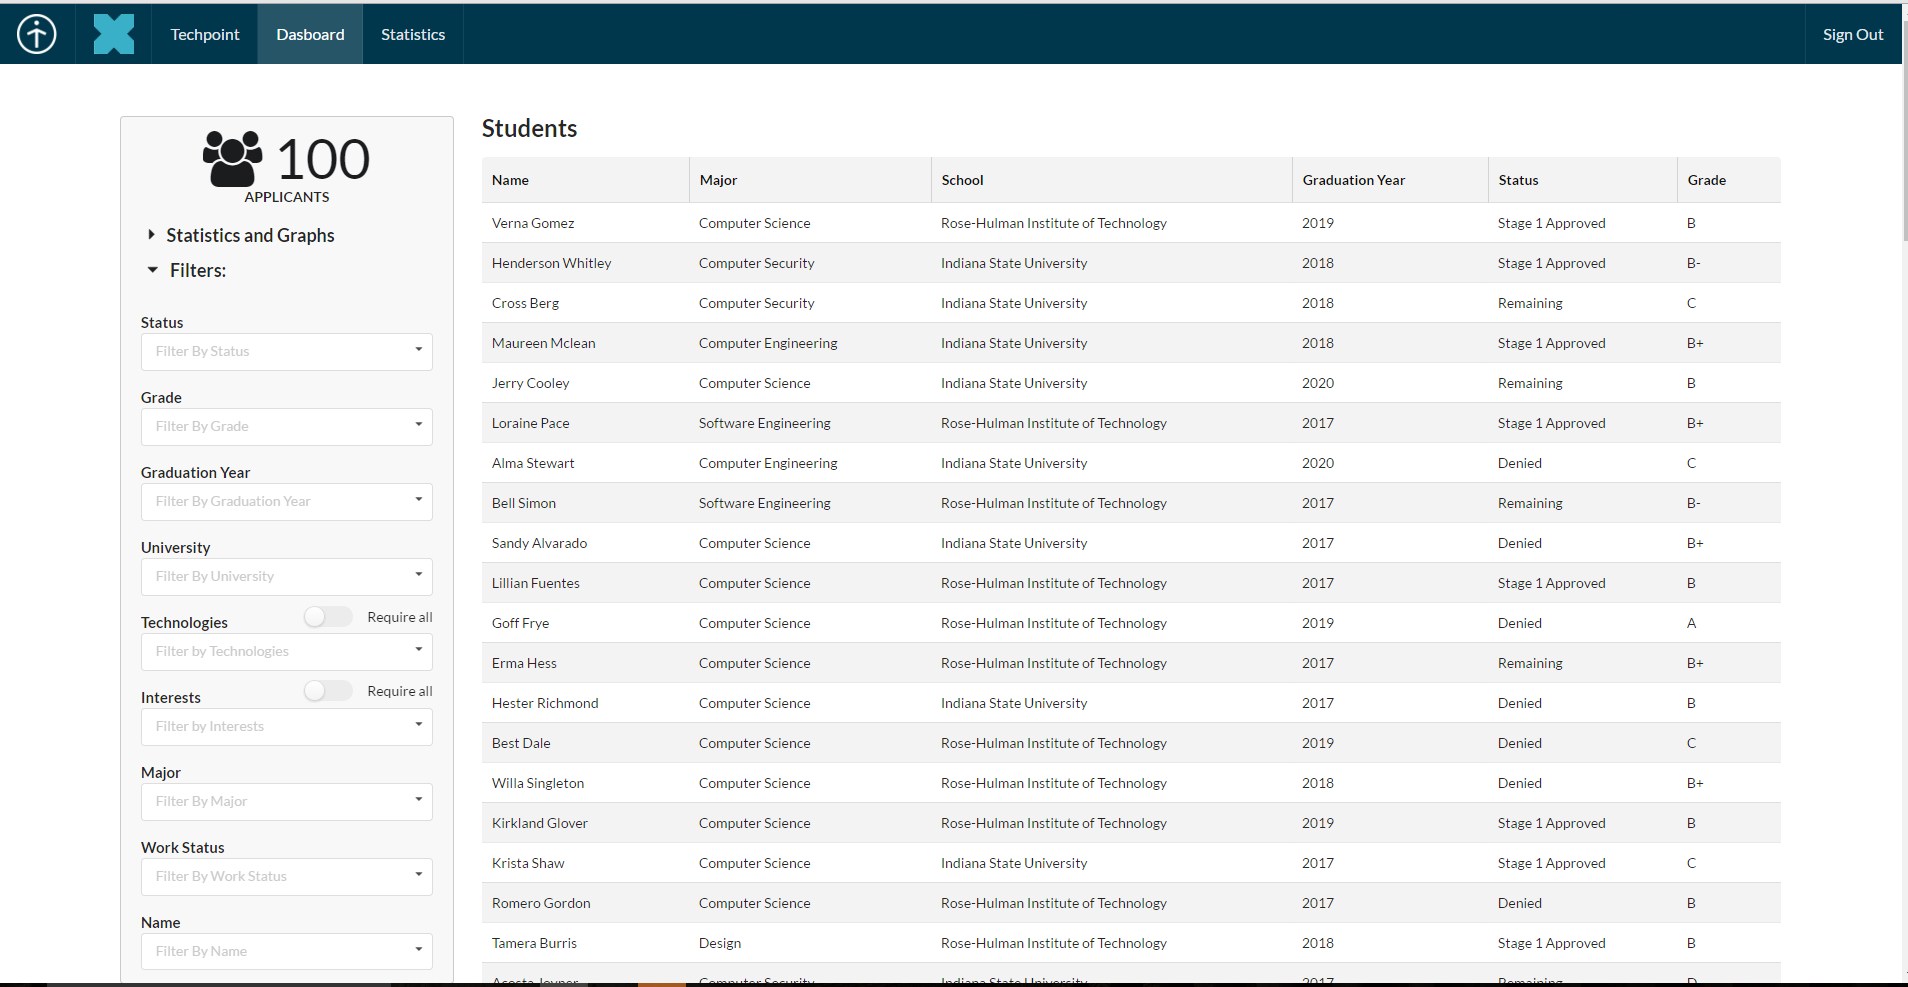 Techpoint Dasboard Statistics Sign Out
100
APPLICANTS
Statistics and Graphs
Filters:
Status
Filter By Status
Grade
Filter By Grade
Graduation Year
Filter By Graduation Year
University
Filter By University
Technologies Require all
Filter by Technologies
Interests Require all
Filter by Interests
Major
Filter By Major
Work Status
Filter By Work Status
Name
Filter By Name
Students
Name Major School Graduation Year Status Grade
Verna Gomez Computer Science Rose-Hulman Institute of Technology 2019 Stage 1 Approved B
Henderson Whitley Computer Security Indiana State University 2018 Stage 1 Approved B-
Cross Berg Computer Security Indiana State University 2018 Remaining C
Maureen Mclean Computer Engineering Indiana State University 2018 Stage 1 Approved B+
Jerry Cooley Computer Science Indiana State University 2020 Remaining B
Loraine Pace Software Engineering Rose-Hulman Institute of Technology 2017 Stage 1 Approved B+
Alma Stewart Computer Engineering Indiana State University 2020 Denied C
Bell Simon Software Engineering Rose-Hulman Institute of Technology 2017 Remaining B-
Sandy Alvarado Computer Science Indiana State University 2017 Denied B+
Lillian Fuentes Computer Science Rose-Hulman Institute of Technology 2017 Stage 1 Approved B
Goff Frye Computer Science Rose-Hulman Institute of Technology 2019 Denied A
Erma Hess Computer Science Rose-Hulman Institute of Technology 2017 Remaining B+
Hester Richmond Computer Science Indiana State University 2017 Denied B
Best Dale Computer Science Rose-Hulman Institute of Technology 2019 Denied C
Willa Singleton Computer Science Rose-Hulman Institute of Technology 2018 Denied B+
Kirkland Glover Computer Science Rose-Hulman Institute of Technology 2019 Stage 1 Approved B
Krista Shaw Computer Science Indiana State University 2017 Stage 1 Approved C
Romero Gordon Computer Science Rose-Hulman Institute of Technology 2017 Denied B
Tamera Burris Design Rose-Hulman Institute of Technology 2018 Stage 1 Approved B
Acosta Joyner Computer Security Indiana State University 2017 Remaining